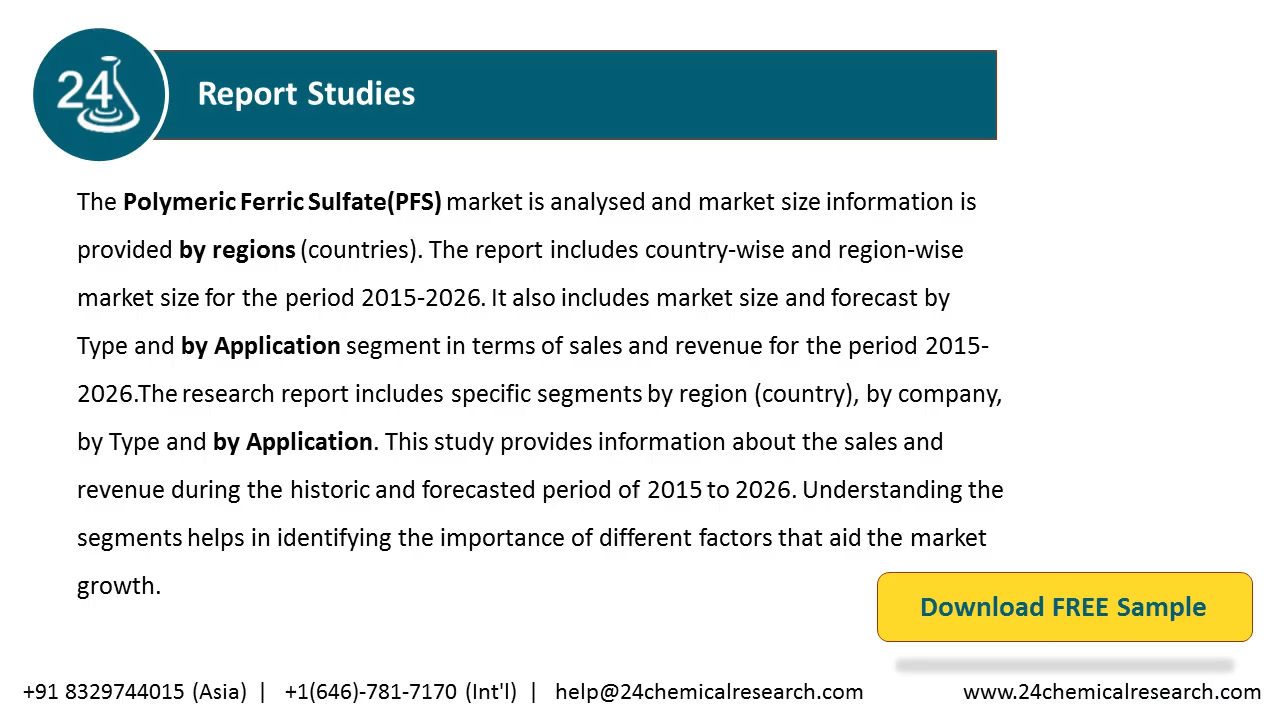 24
Report Studies
The Polymeric Ferric Sulfate(PFS) market is analysed and market size information is
provided by regions (countries). The report includes country-wise and region-wise
market size for the period 2015-2026. It also includes market size and forecast by
Type and by Application segment in terms of sales and revenue for the period 2015-
2026.The research report includes specific segments by region (country), by company,
by Type and by Application. This study provides information about the sales and
revenue during the historic and forecasted period of 2015 to 2026. Understanding the
segments helps in identifying the importance of different factors that aid the market
growth.
Download FREE Sample
+91 8329744015 (Asia) | +1(646)-781-7170 (Int'l) | help@24chemicalresearch.com www.24chemicalresearch.com